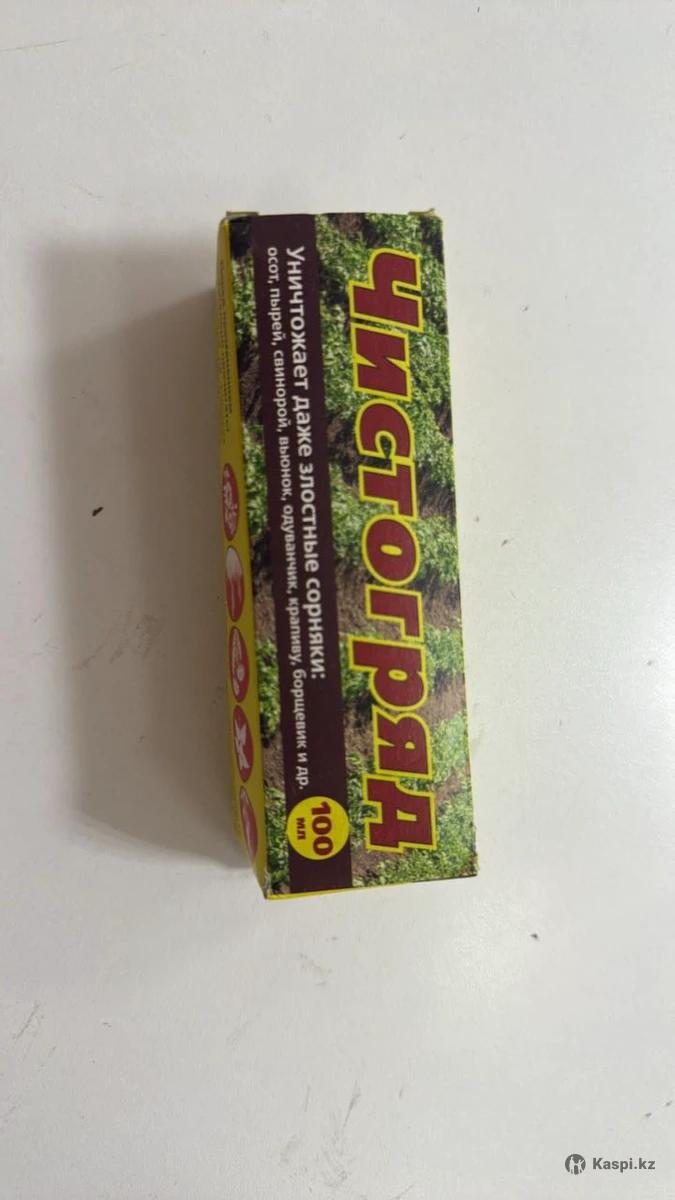 Чистогряд
Уничтожает даже злостные сорняки:
осот, пырей, свинорой, вьюнок, одуванчик, крапиву, борщевик и др.
100
мл
Kaspi.kz